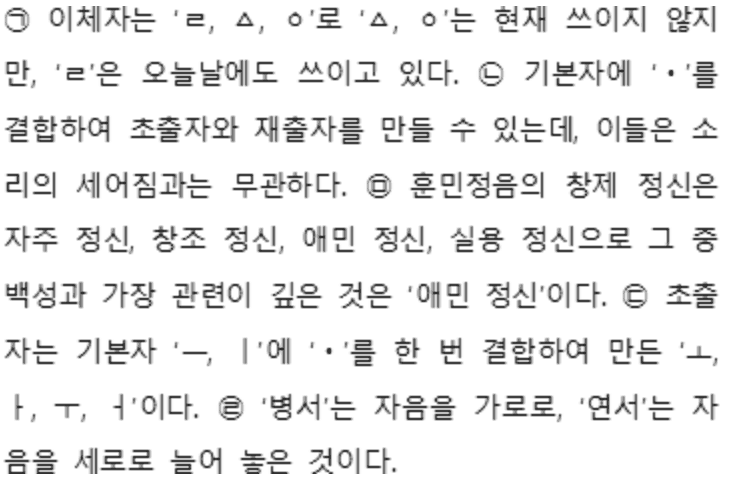 ㉠ 이체자는 ‘ㄹ, ㅿ, ㆁ’로 ‘ㅿ, ㆁ’는 현재 쓰이지 않지
만, ‘ㄹ’은 오늘날에도 쓰이고 있다. ㉡ 기본자에 ‘·’를
결합하여 초출자와 재출자를 만들 수 있는데, 이들은 소
리의 세어짐과는 무관하다. ㉤ 훈민정음의 창제 정신은
자주 정신, 창조 정신, 애민 정신, 실용 정신으로 그 중
백성과 가장 관련이 깊은 것은 ‘애민 정신’이다. ㉢ 초출
자는 기본자 ‘ㅡ, ㅣ’에 ‘·’를 한 번 결합하여 만든 ‘ㅗ,
ㅏ, ㅜ, ㅓ’이다. ㉣ ‘병서’는 자음을 가로로, ‘연서’는 자
음을 세로로 늘어 놓은 것이다.